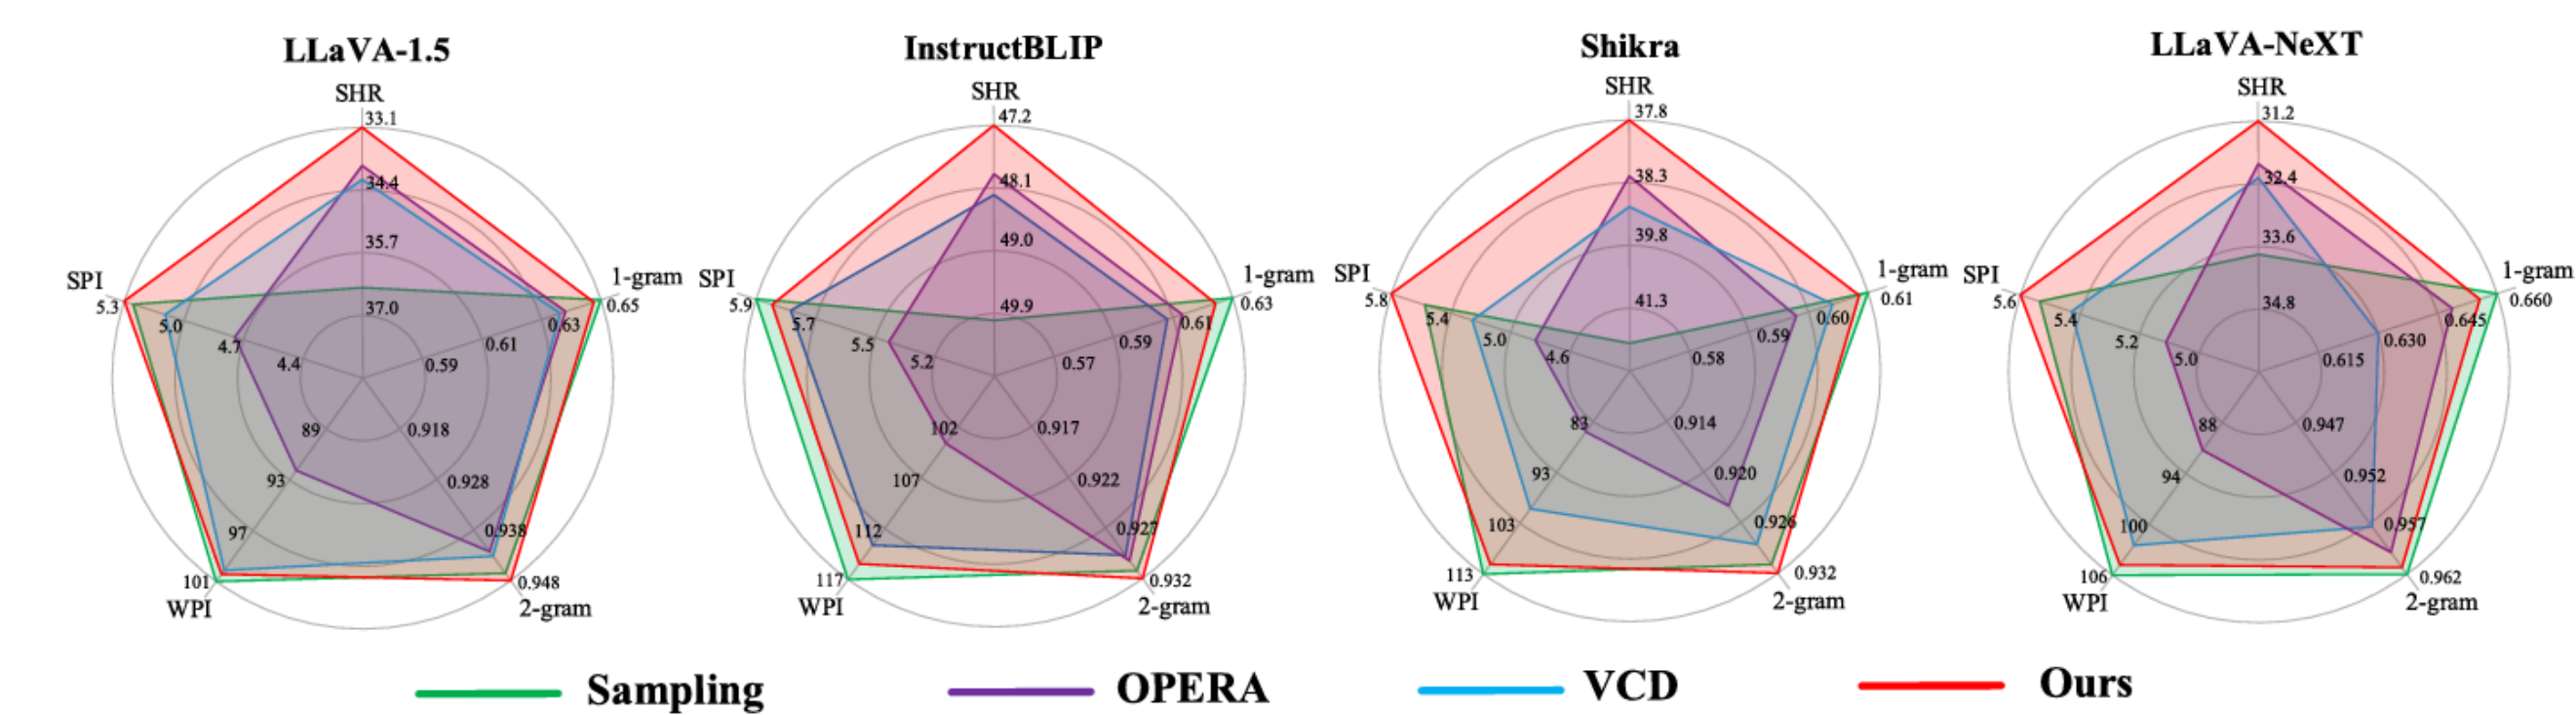 LLaVA-1.5
SHR
33.1
34.4
35.7
37.0
1-gram
0.65
0.63
0.61
0.59
SPI
5.3
5.0
4.7
4.4
0.918
0.928
0.938
0.948
2-gram
89
93
97
101
WPI
InstructBLIP
SHR
47.2
48.1
49.0
49.9
1-gram
0.63
0.61
0.59
0.57
SPI
5.9
5.7
5.5
5.2
0.917
0.922
0.927
0.932
2-gram
102
107
112
117
WPI
Shikra
SHR
37.8
38.3
39.8
41.3
1-gram
0.61
0.60
0.59
0.58
SPI
5.8
5.4
5.0
4.6
0.914
0.920
0.926
0.932
2-gram
83
93
103
113
WPI
LLaVA-NeXT
SHR
31.2
32.4
33.6
34.8
1-gram
0.660
0.645
0.630
0.615
SPI
5.6
5.4
5.2
5.0
0.947
0.952
0.957
0.962
2-gram
88
94
100
106
WPI
Sampling
OPERA
VCD
Ours